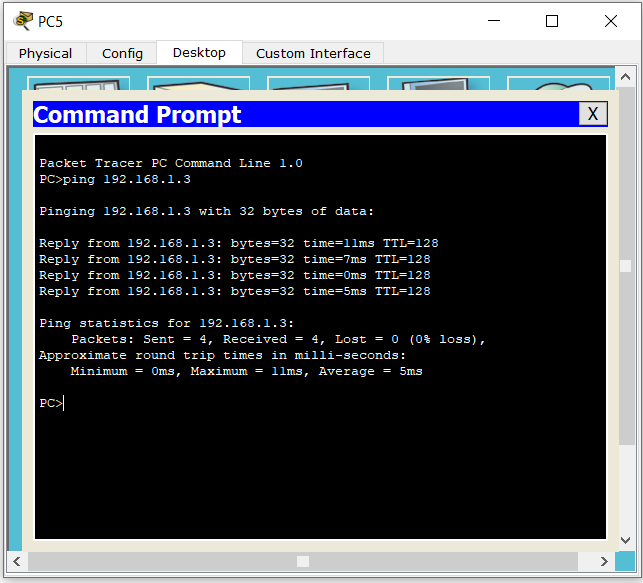 PC5
Physical Config Desktop Custom Interface
Command Prompt X
Packet Tracer PC Command Line 1.0
PC>ping 192.168.1.3
Pinging 192.168.1.3 with 32 bytes of data:
Reply from 192.168.1.3: bytes=32 time=11ms TTL=128
Reply from 192.168.1.3: bytes=32 time=7ms TTL=128
Reply from 192.168.1.3: bytes=32 time=0ms TTL=128
Reply from 192.168.1.3: bytes=32 time=5ms TTL=128
Ping statistics for 192.168.1.3:
    Packets: Sent = 4, Received = 4, Lost = 0 (0% loss),
Approximate round trip times in milli-seconds:
    Minimum = 0ms, Maximum = 11ms, Average = 5ms
PC>